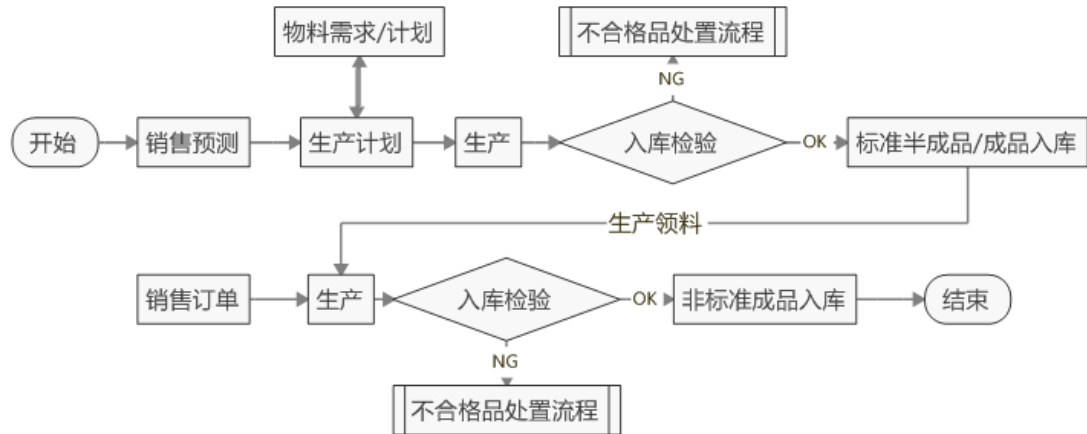 物料需求/计划
不合格品处置流程
NG
开始
销售预测
生产计划
生产
入库检验
OK
标准半成品/成品入库
生产领料
销售订单
生产
入库检验
OK
非标准成品入库
结束
NG
不合格品处置流程